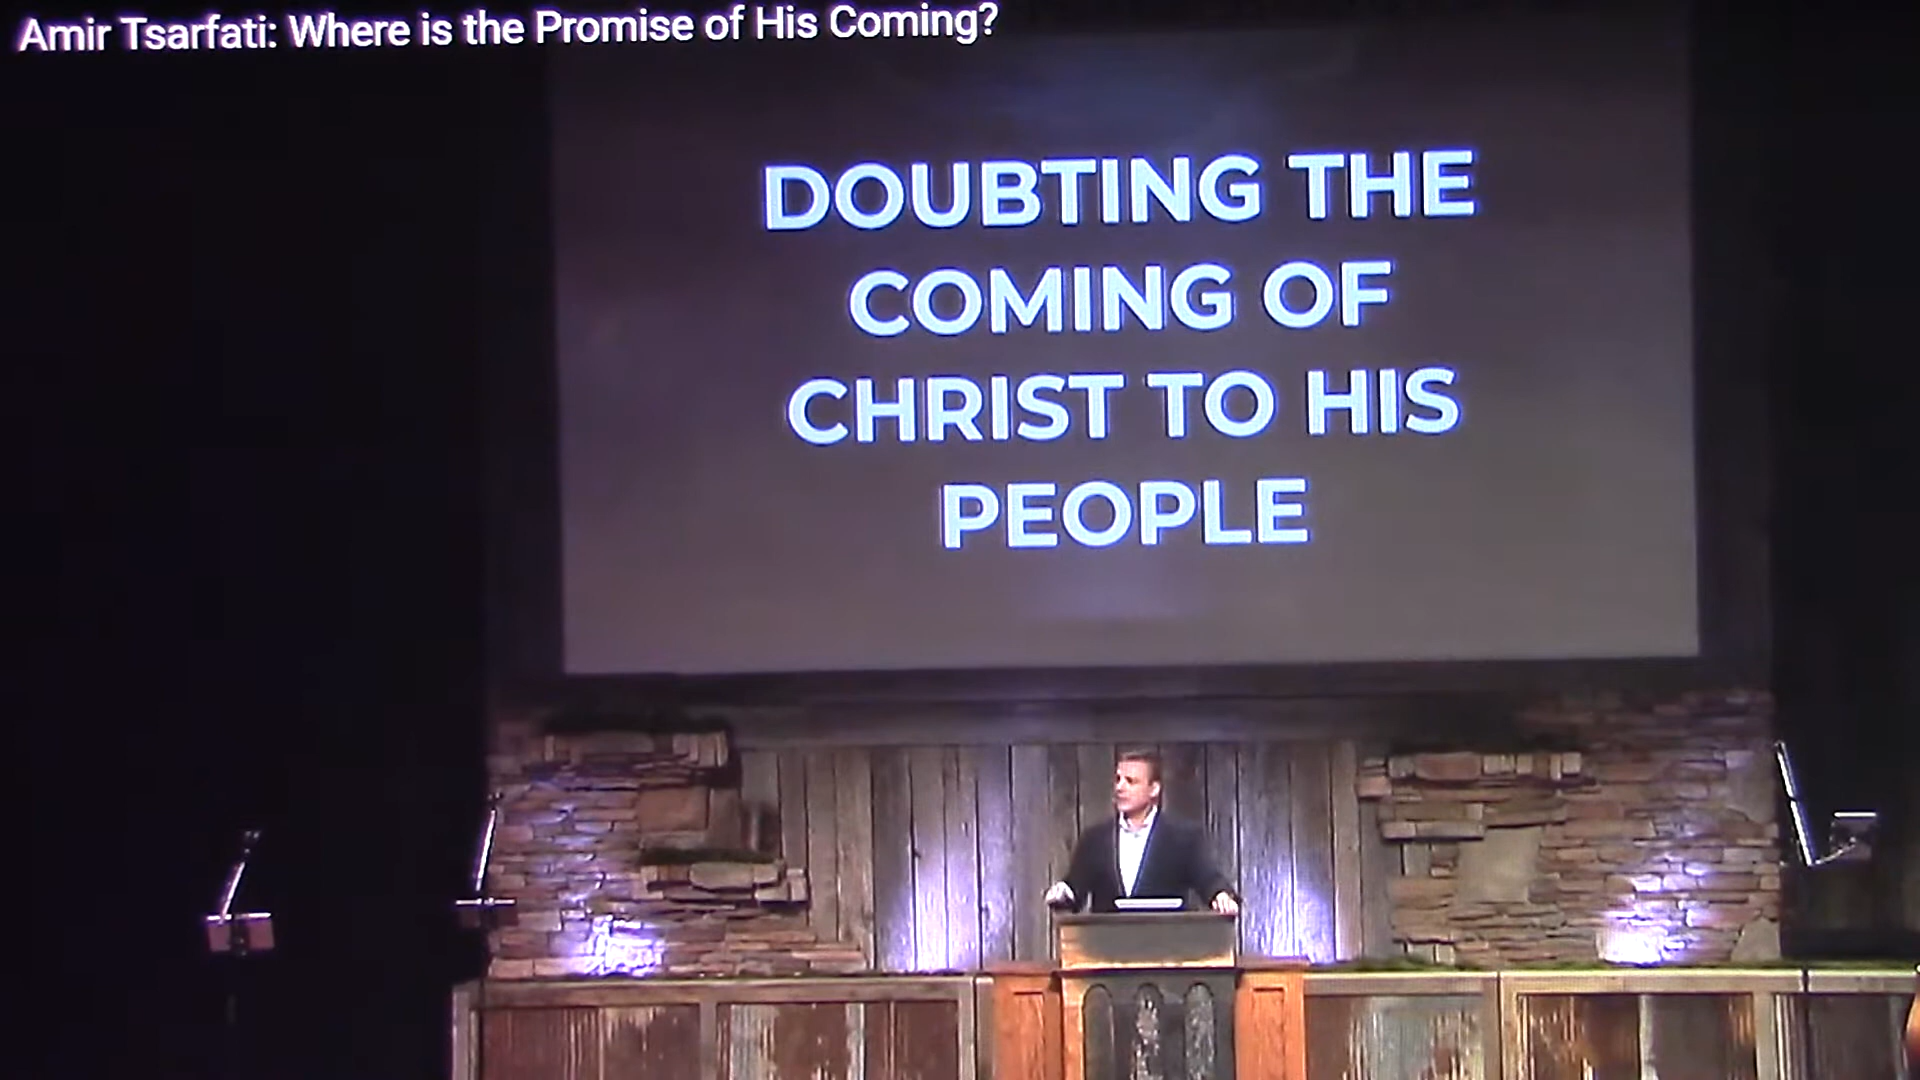 Amir Tsarfati: Where is the Promise of His Coming?
DOUBTING THE
COMING OF
CHRIST TO HIS
PEOPLE